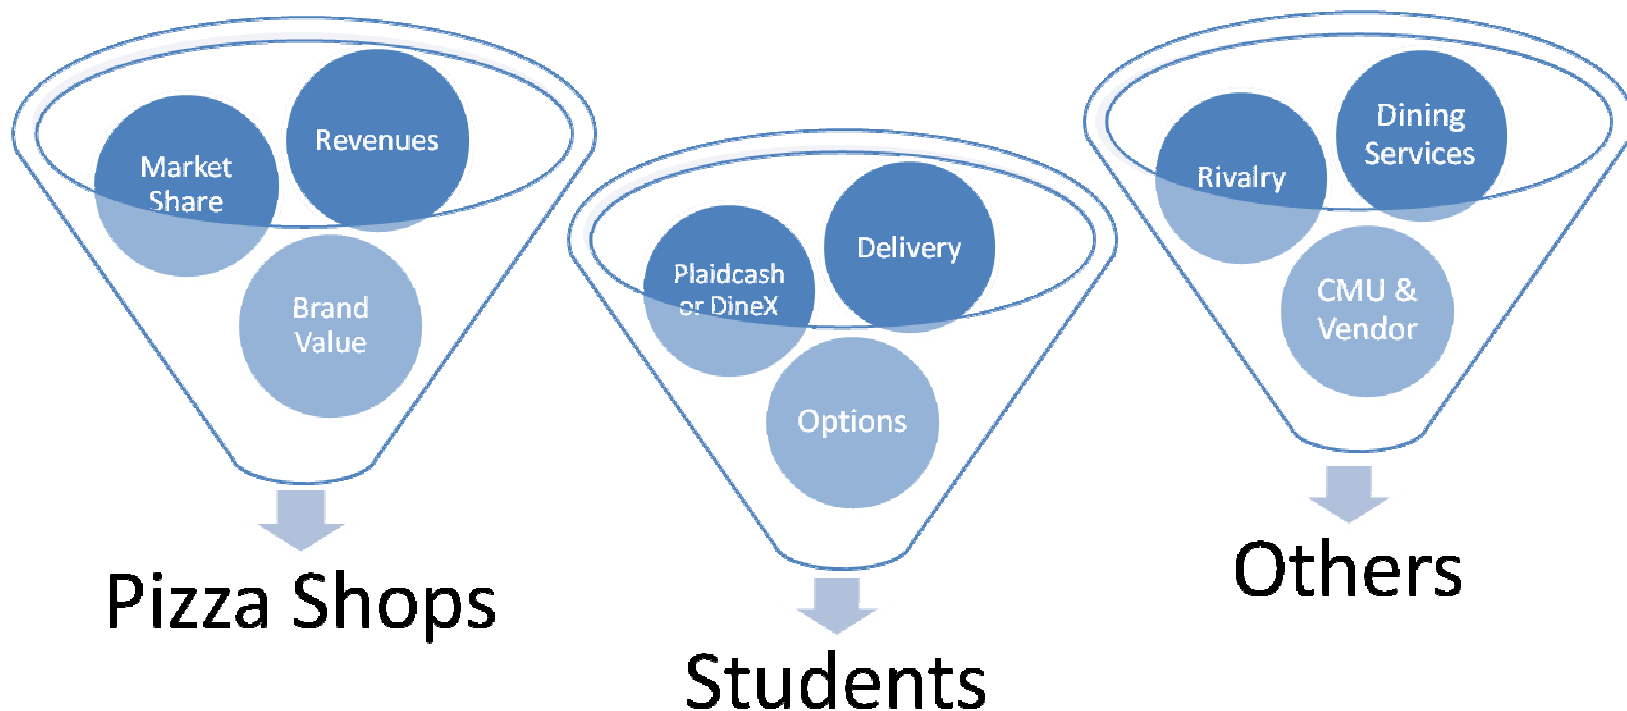 Revenues
Market
Share
Brand
Value
Pizza Shops
Delivery
Plaidcash
or DineX
Options
Students
Dining
Services
Rivalry
CMU &
Vendor
Others